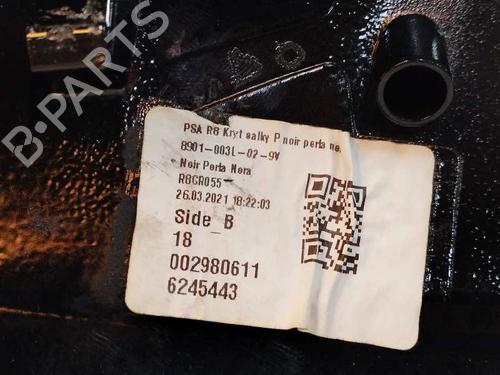 B-PARTS
PSA R8 Kryt salky P noir perla ne.
8901-003L-02-9V
Noir Perla Nera
R8CR055
26.03.2021 18:22:03
Side_B
18
002980611
6245443